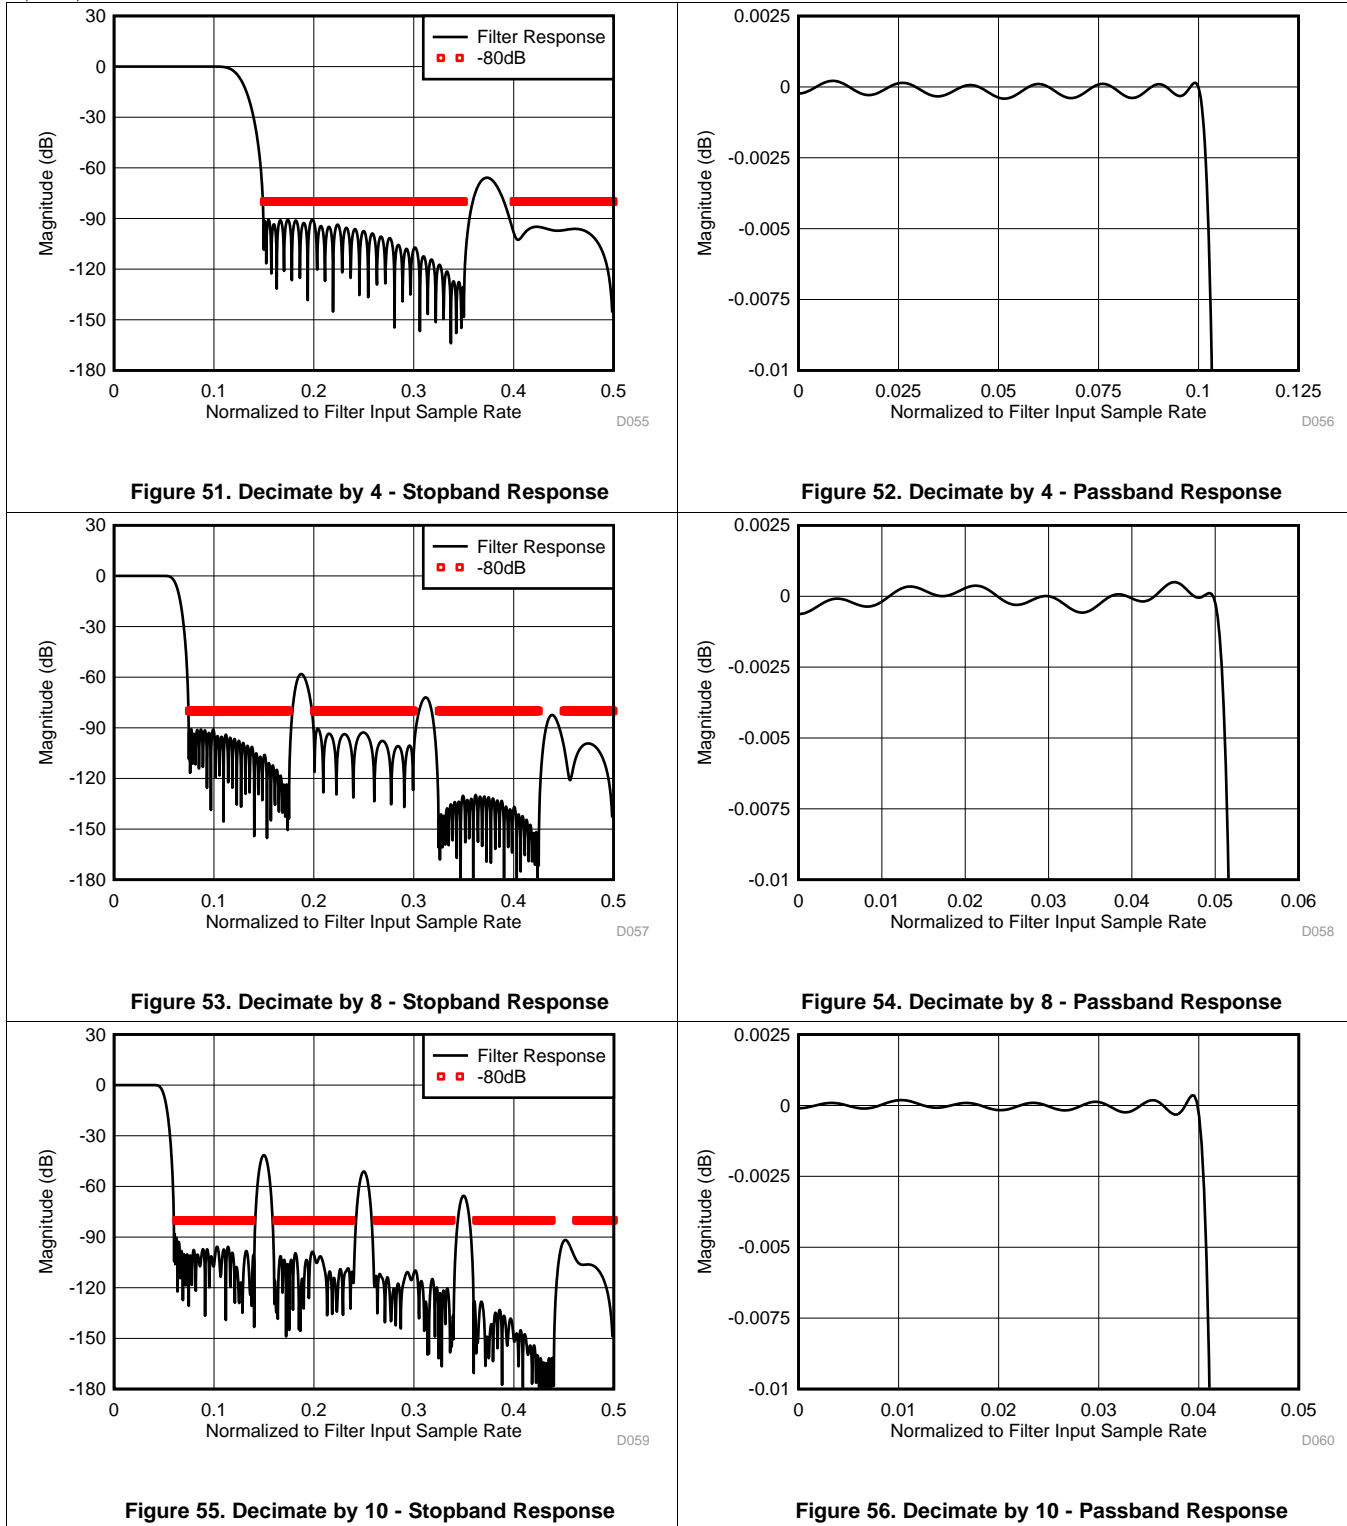 30
0
-30
-60
-90
-120
-150
-180
Magnitude (dB)
Filter Response
-80dB
0 0.1 0.2 0.3 0.4 0.5
Normalized to Filter Input Sample Rate
D055
Figure 51. Decimate by 4 - Stopband Response
0.0025
0
-0.0025
-0.005
-0.0075
-0.01
Magnitude (dB)
0 0.025 0.05 0.075 0.1 0.125
Normalized to Filter Input Sample Rate
D056
Figure 52. Decimate by 4 - Passband Response
30
0
-30
-60
-90
-120
-150
-180
Magnitude (dB)
Filter Response
-80dB
0 0.1 0.2 0.3 0.4 0.5
Normalized to Filter Input Sample Rate
D057
Figure 53. Decimate by 8 - Stopband Response
0.0025
0
-0.0025
-0.005
-0.0075
-0.01
Magnitude (dB)
0 0.01 0.02 0.03 0.04 0.05 0.06
Normalized to Filter Input Sample Rate
D058
Figure 54. Decimate by 8 - Passband Response
30
0
-30
-60
-90
-120
-150
-180
Magnitude (dB)
Filter Response
-80dB
0 0.1 0.2 0.3 0.4 0.5
Normalized to Filter Input Sample Rate
D059
Figure 55. Decimate by 10 - Stopband Response
0.0025
0
-0.0025
-0.005
-0.0075
-0.01
Magnitude (dB)
0 0.01 0.02 0.03 0.04 0.05
Normalized to Filter Input Sample Rate
D060
Figure 56. Decimate by 10 - Passband Response